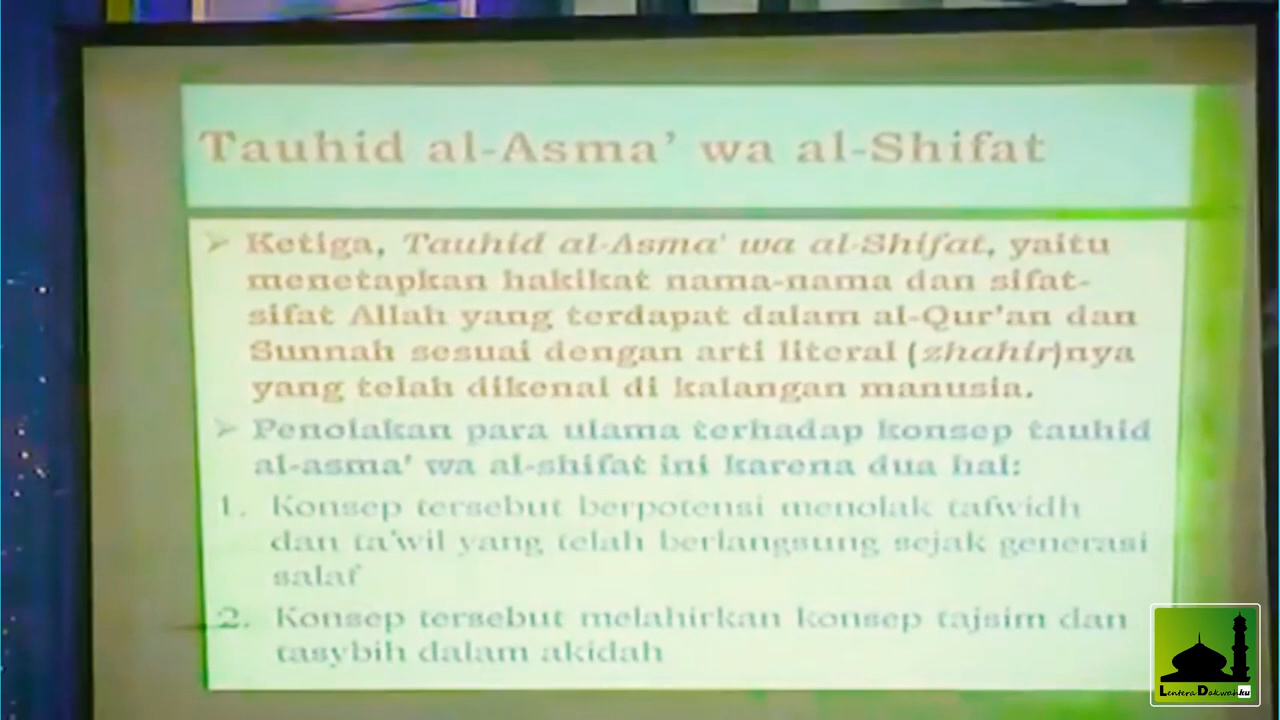 Tauhid al-Asma' wa al-Shifat
➢ Ketiga, Tauhid al-Asma' wa al-Shifat, yaitu
menetapkan hakikat nama-nama dan sifat-
sifat Allah yang terdapat dalam al-Qur'an dan
Sunnah sesuai dengan arti literal (zhahir)nya
yang telah dikenal di kalangan manusia.
➢ Penolakan para ulama terhadap konsep tauhid
al-asma' wa al-shifat ini karena dua hal:
1. Konsep tersebut berpotensi menolak tafwidh
dan ta'wil yang telah berlangsung sejak generasi
salaf
2. Konsep tersebut melahirkan konsep tajsim dan
tasybih dalam akidah
Lentera Dakwahku